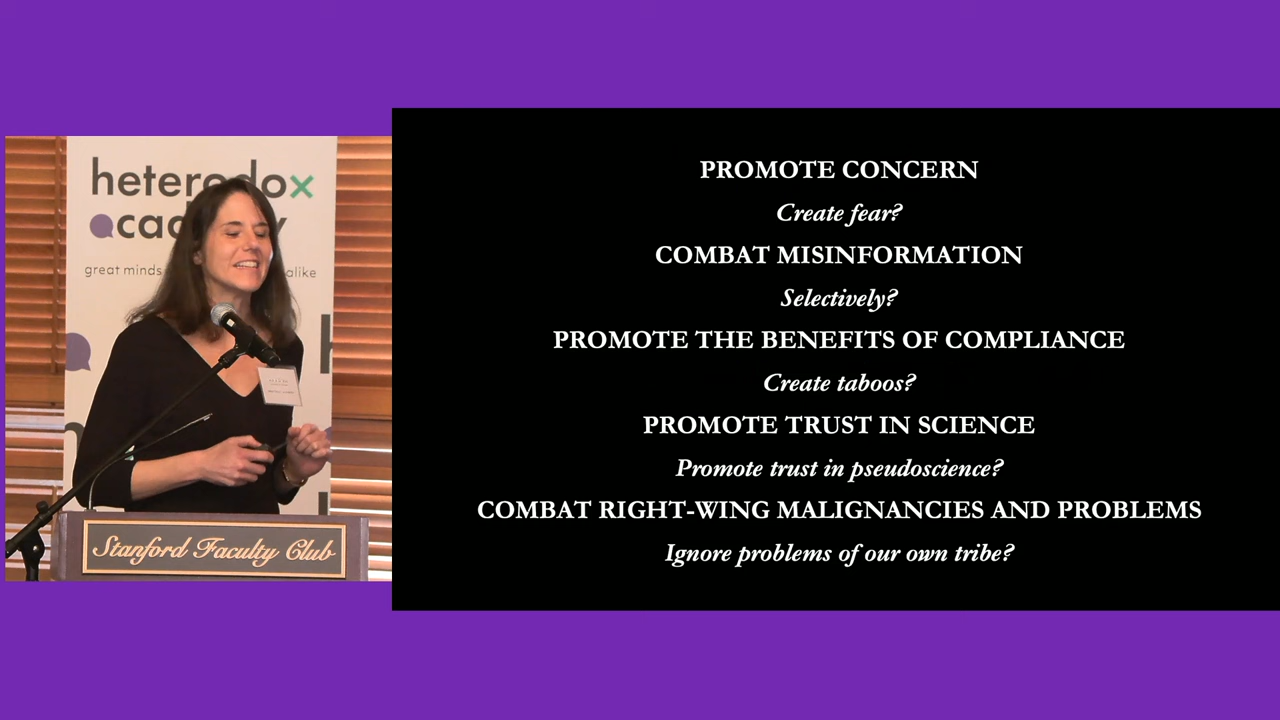 heterodox
academy
great minds
alike
Stanford Faculty Club
PROMOTE CONCERN
Create fear?
COMBAT MISINFORMATION
Selectively?
PROMOTE THE BENEFITS OF COMPLIANCE
Create taboos?
PROMOTE TRUST IN SCIENCE
Promote trust in pseudoscience?
COMBAT RIGHT-WING MALIGNANCIES AND PROBLEMS
Ignore problems of our own tribe?